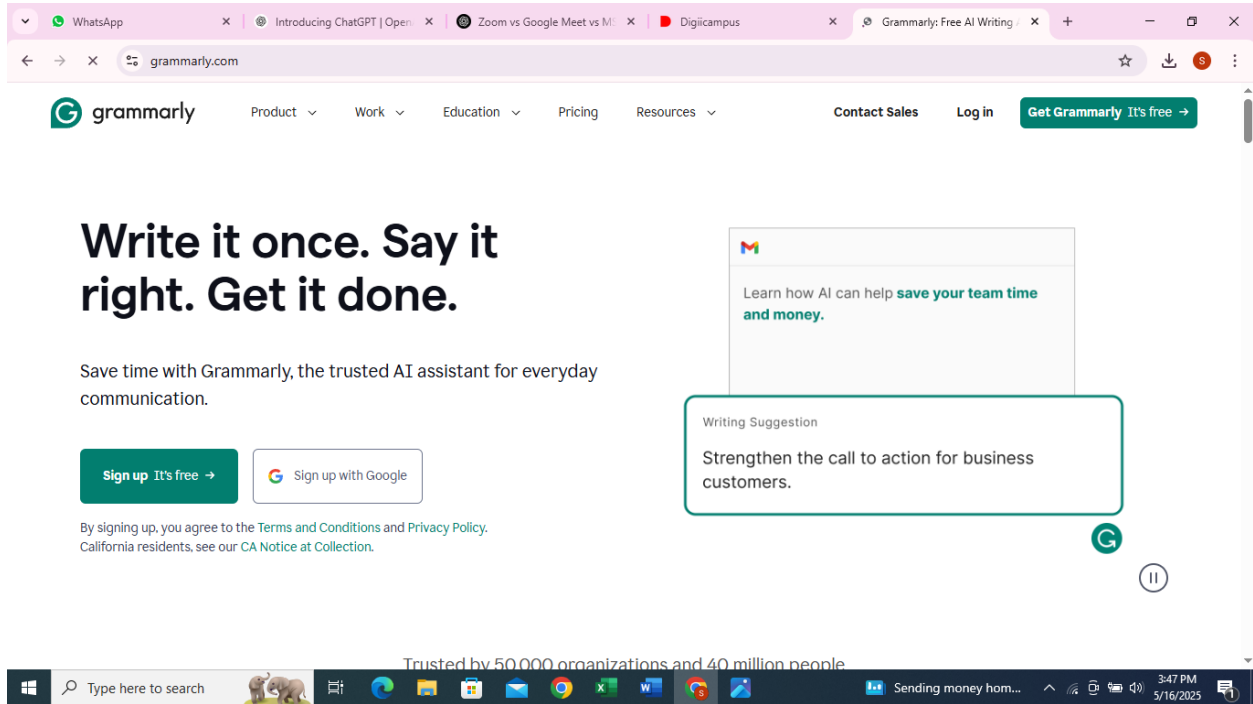 WhatsApp
Introducing ChatGPT | Open
Zoom vs Google Meet vs M
Digiicampus
Grammarly: Free AI Writing
grammarly.com
S
grammarly
Product
Work
Education
Pricing
Resources
Contact Sales
Log in
Get Grammarly It's free →
Write it once. Say it
right. Get it done.
Learn how AI can help save your team time
and money.
Save time with Grammarly, the trusted AI assistant for everyday
communication.
Writing Suggestion
Strengthen the call to action for business
customers.
Sign up It's free →
Sign up with Google
By signing up, you agree to the Terms and Conditions and Privacy Policy.
California residents, see our CA Notice at Collection.
Trusted by 50,000 organizations and 40 million people
Type here to search
Sending money hom...
3:47 PM
5/16/2025
1